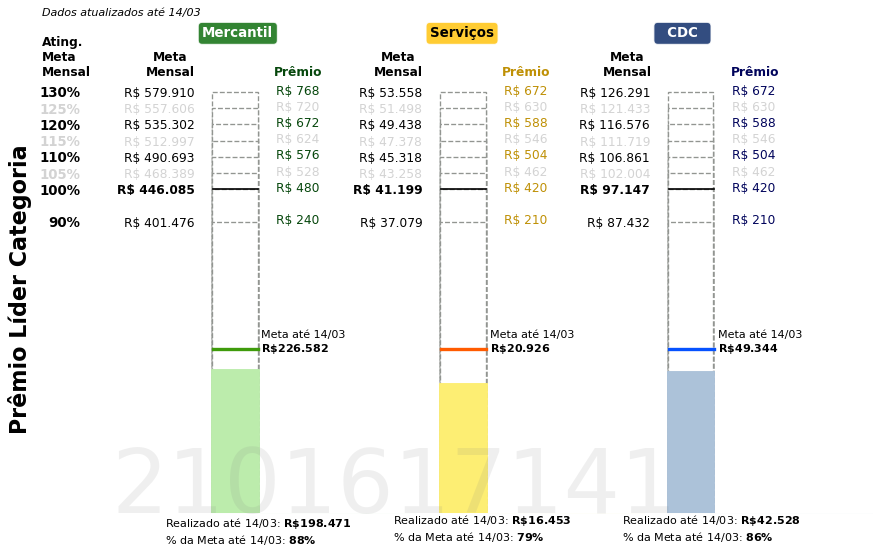 Dados atualizados até 14/03
Mercantil Serviços CDC
Ating.
Meta
Mensal
Meta
Mensal
Prêmio
Meta
Mensal
Prêmio
Meta
Mensal
Prêmio
130% R$ 579.910 R$ 768 R$ 53.558 R$ 672 R$ 126.291 R$ 672
125% R$ 557.606 R$ 720 R$ 51.498 R$ 630 R$ 121.433 R$ 630
120% R$ 535.302 R$ 672 R$ 49.438 R$ 588 R$ 116.576 R$ 588
115% R$ 512.997 R$ 624 R$ 47.378 R$ 546 R$ 111.719 R$ 546
110% R$ 490.693 R$ 576 R$ 45.318 R$ 504 R$ 106.861 R$ 504
105% R$ 468.389 R$ 528 R$ 43.258 R$ 462 R$ 102.004 R$ 462
100% R$ 446.085 R$ 480 R$ 41.199 R$ 420 R$ 97.147 R$ 420
90% R$ 401.476 R$ 240 R$ 37.079 R$ 210 R$ 87.432 R$ 210
Prêmio Líder Categoria
Meta até 14/03
R$226.582
Meta até 14/03
R$20.926
Meta até 14/03
R$49.344
2101617141
Realizado até 14/03: R$198.471
% da Meta até 14/03: 88%
Realizado até 14/03: R$16.453
% da Meta até 14/03: 79%
Realizado até 14/03: R$42.528
% da Meta até 14/03: 86%